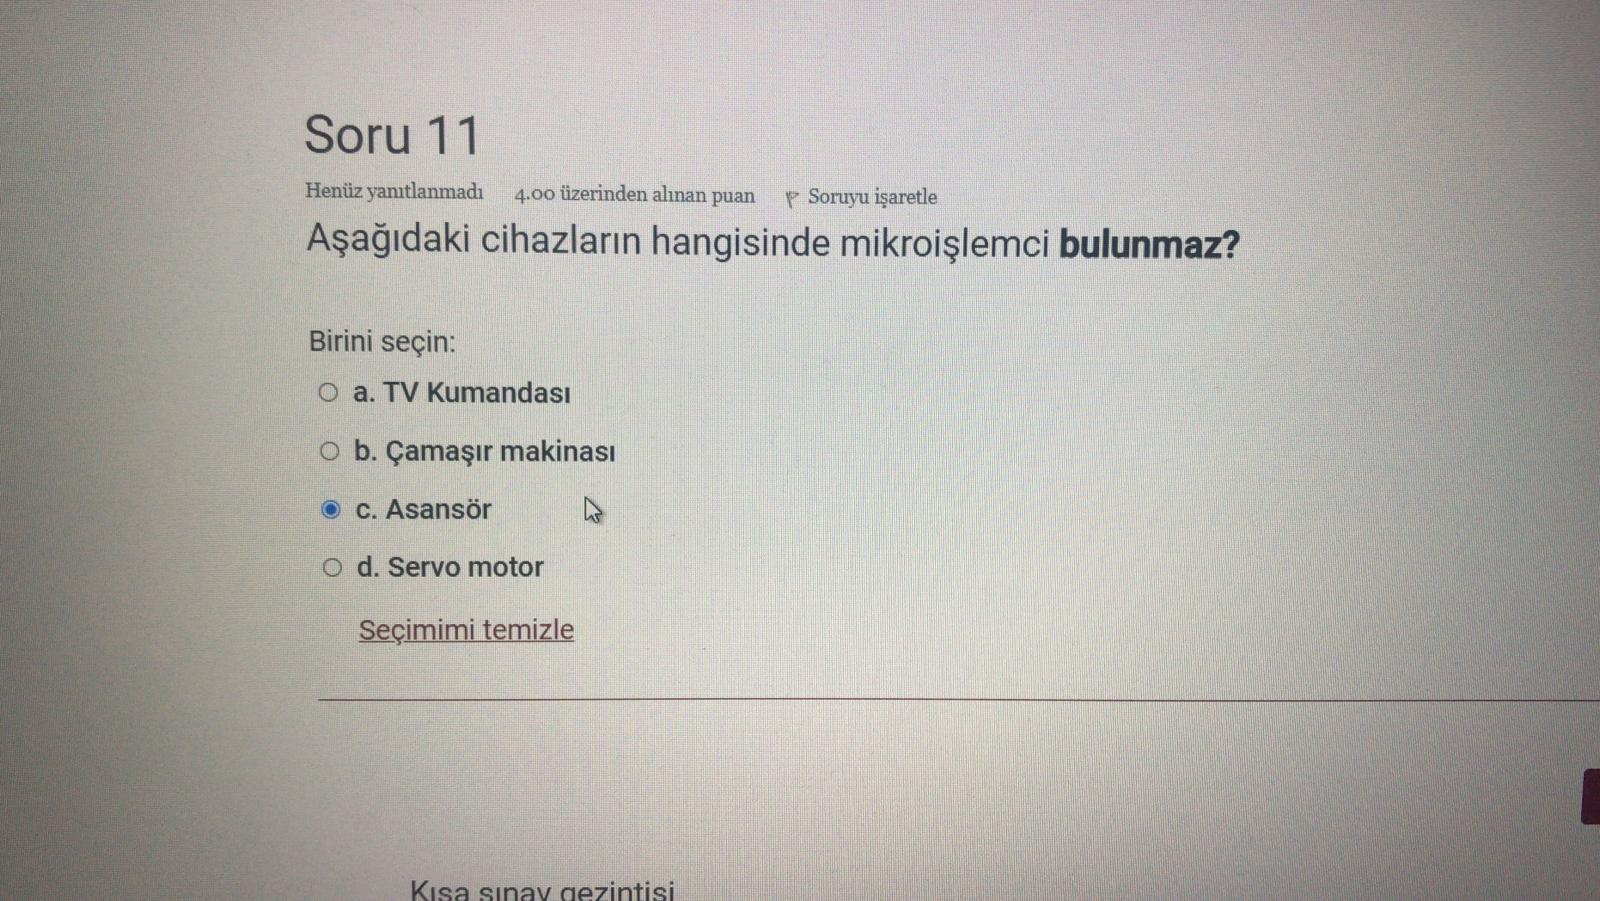 Soru 11
Henüz yanıtlanmadı 4.00 üzerinden alınan puan Soruyu işaretle
Aşağıdaki cihazların hangisinde mikroişlemci bulunmaz?
Birini seçin:
a. TV Kumandası
b. Çamaşır makinası
c. Asansör
d. Servo motor
Seçimimi temizle
Kısa sınav gezintisi